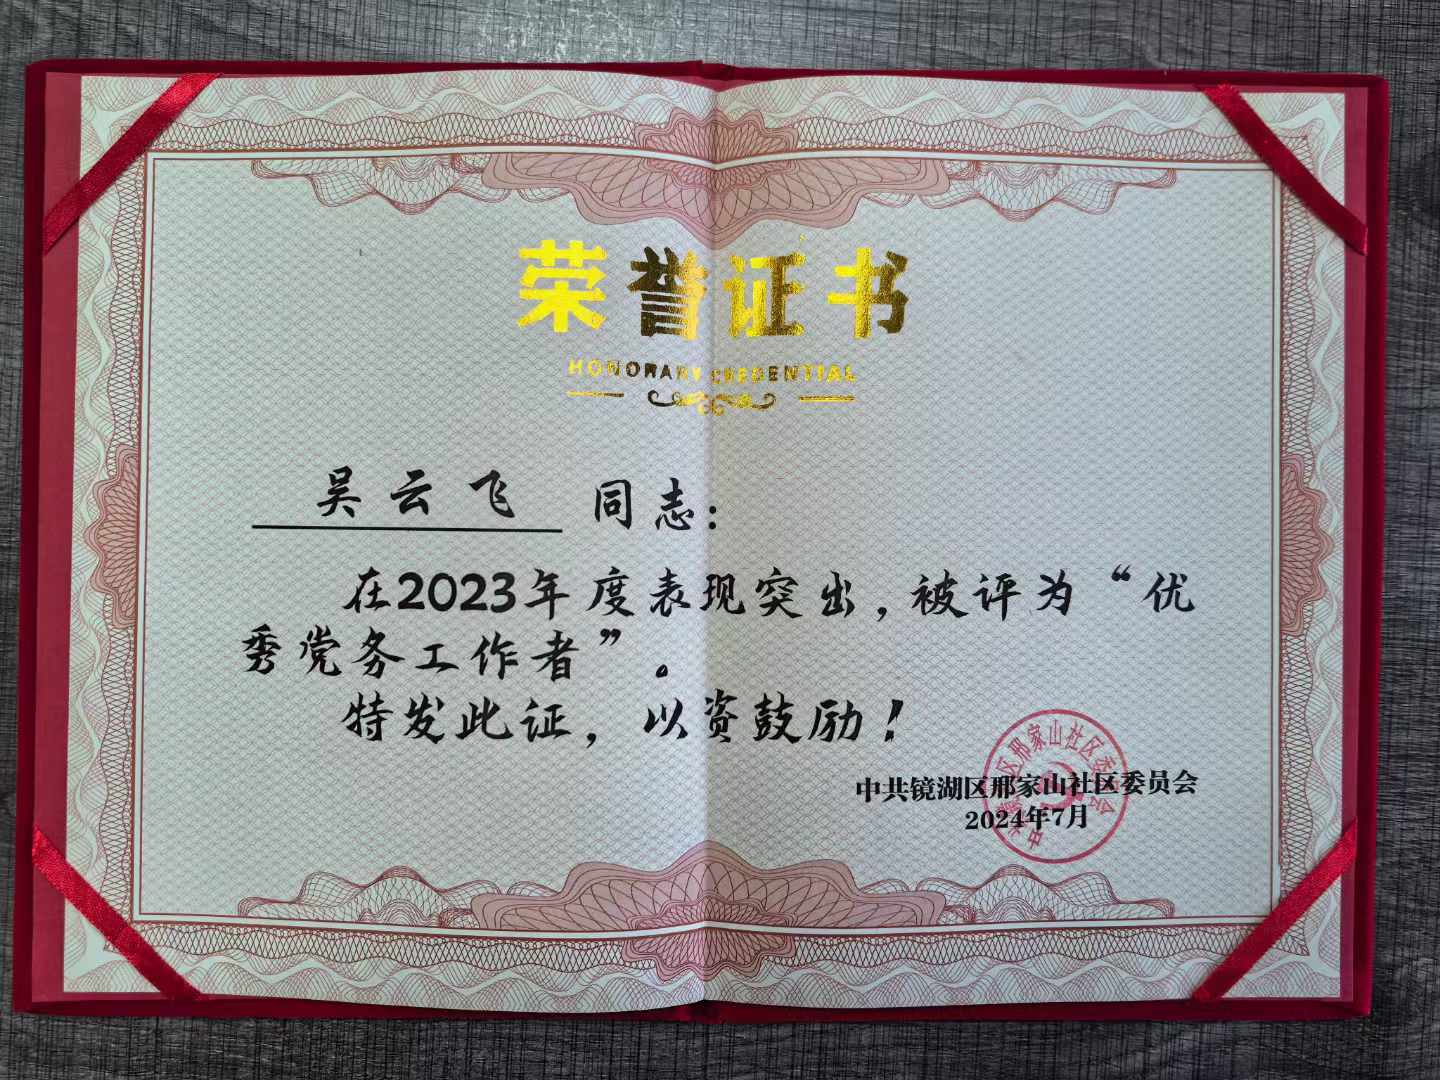 荣誉证书
HONORARY CREDENTIAL
吴云飞 同志：
在2023年度表现突出，被评为“优
秀党务工作者”。
特发此证，以资鼓励！
中共镜湖区邢家山社区委员会
2024年7月